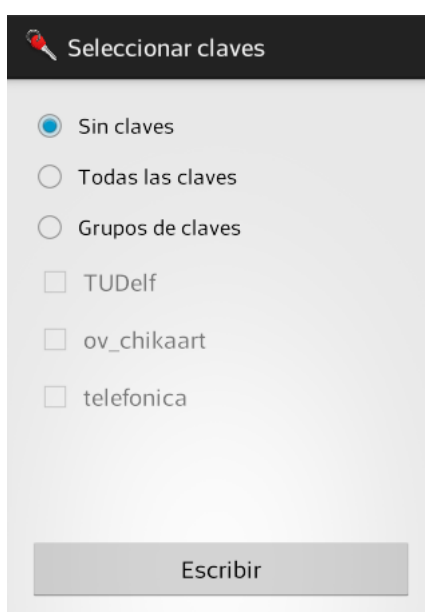 Seleccionar claves
Sin claves
Todas las claves
Grupos de claves
TUDelf
ov_chikaart
telefonica
Escribir